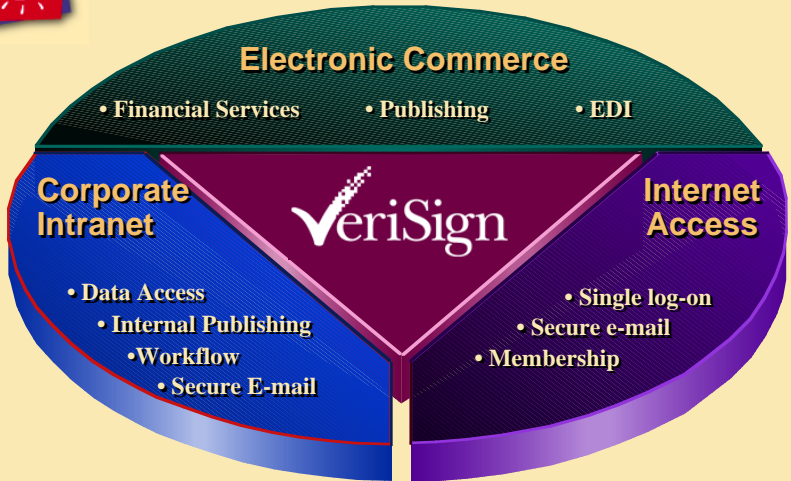 Electronic Commerce
• Financial Services • Publishing • EDI
Corporate
Intranet
VeriSign
Internet
Access
• Data Access
• Internal Publishing
•Workflow
• Secure E-mail
• Single log-on
• Secure e-mail
• Membership